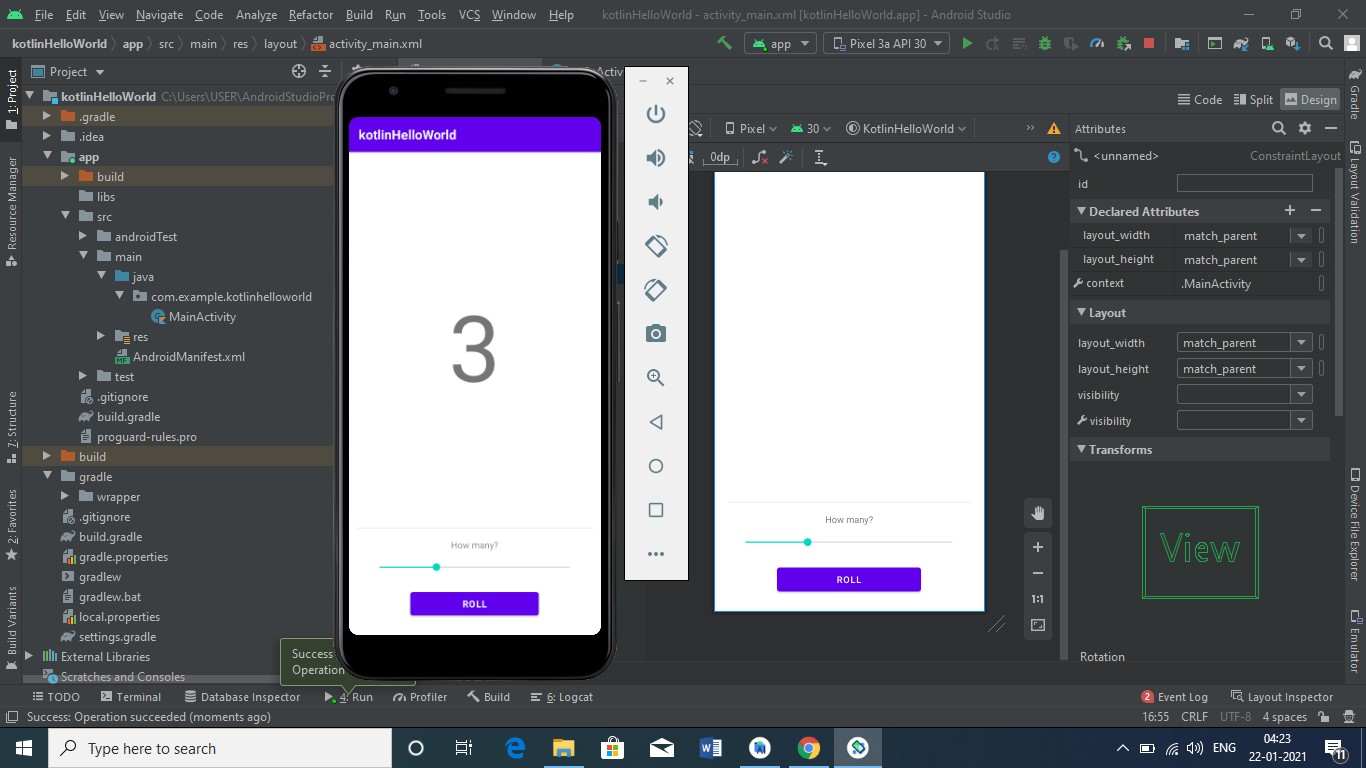 File Edit View Navigate Code Analyze Refactor Build Run Tools VCS Window Help kotlinHelloWorld - activity_main.xml [kotlinHelloWorld.app] - Android Studio
kotlinHelloWorld app src main res layout activity_main.xml
app Pixel 3a API 30
Project
Code Split Design
Pixel 30 KotlinHelloWorld
0dp
1: Project
Resource Manager
7: Structure
2: Favorites
Build Variants
kotlinHelloWorld C:\Users\USER\AndroidStudioPro
.gradle
.idea
app
build
libs
src
androidTest
main
java
com.example.kotlinhelloworld
MainActivity
res
AndroidManifest.xml
test
.gitignore
build.gradle
proguard-rules.pro
build
gradle
wrapper
.gitignore
build.gradle
gradle.properties
gradlew
gradlew.bat
local.properties
settings.gradle
External Libraries
Scratches and Consoles
kotlinHelloWorld
3
How many?
ROLL
How many?
ROLL
1:1
Attributes
<unnamed> ConstraintLayout
id
Declared Attributes
layout_width match_parent
layout_height match_parent
context .MainActivity
Layout
layout_width match_parent
layout_height match_parent
visibility
visibility
Transforms
View
Rotation
Gradle
Layout Validation
Device File Explorer
Emulator
Success
Operation
TODO Terminal Database Inspector 4: Run Profiler Build 6: Logcat 2 Event Log Layout Inspector
Success: Operation succeeded (moments ago) 16:55 CRLF UTF-8 4 spaces
Type here to search
ENG
04:23
22-01-2021
11